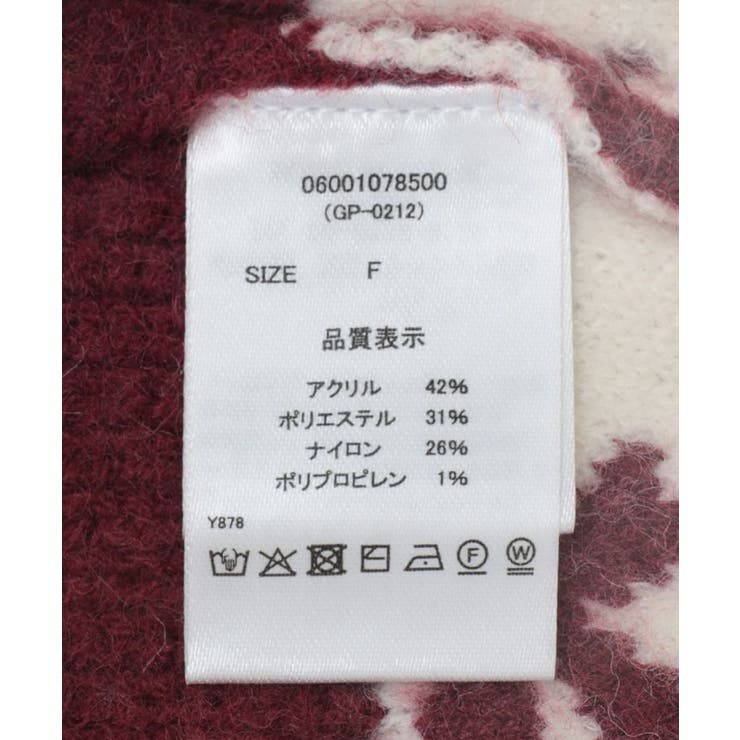 06001078500
(GP-0212)
SIZE F
品質表示
アクリル 42%
ポリエステル 31%
ナイロン 26%
ポリプロピレン 1%
Y878
F W